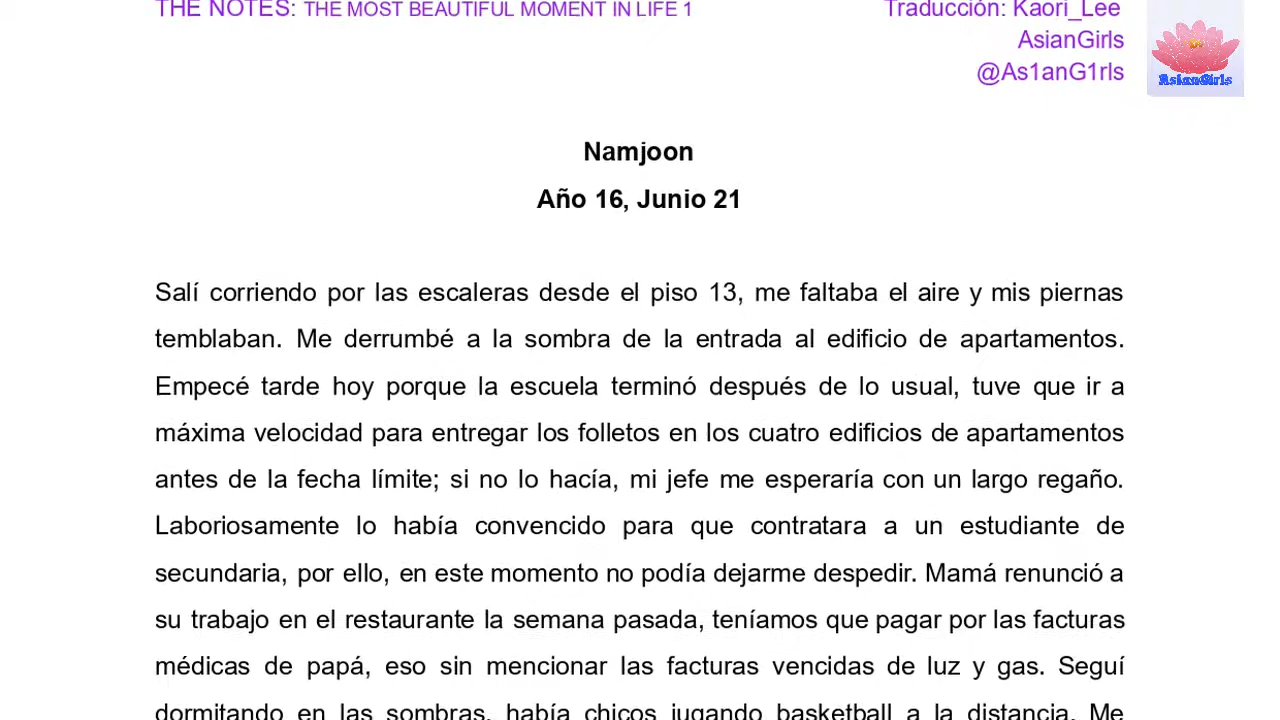 THE NOTES: THE MOST BEAUTIFUL MOMENT IN LIFE 1
Traducción: Kaori_Lee
AsianGirls
@As1anG1rls
AsianGirls
Namjoon
Año 16, Junio 21
Salí corriendo por las escaleras desde el piso 13, me faltaba el aire y mis piernas
temblaban. Me derrumbé a la sombra de la entrada al edificio de apartamentos.
Empecé tarde hoy porque la escuela terminó después de lo usual, tuve que ir a
máxima velocidad para entregar los folletos en los cuatro edificios de apartamentos
antes de la fecha límite; si no lo hacía, mi jefe me esperaría con un largo regaño.
Laboriosamente lo había convencido para que contratara a un estudiante de
secundaria, por ello, en este momento no podía dejarme despedir. Mamá renunció a
su trabajo en el restaurante la semana pasada, teníamos que pagar por las facturas
médicas de papá, eso sin mencionar las facturas vencidas de luz y gas. Seguí
dormitando en las sombras, había chicos jugando basketball a la distancia. Me